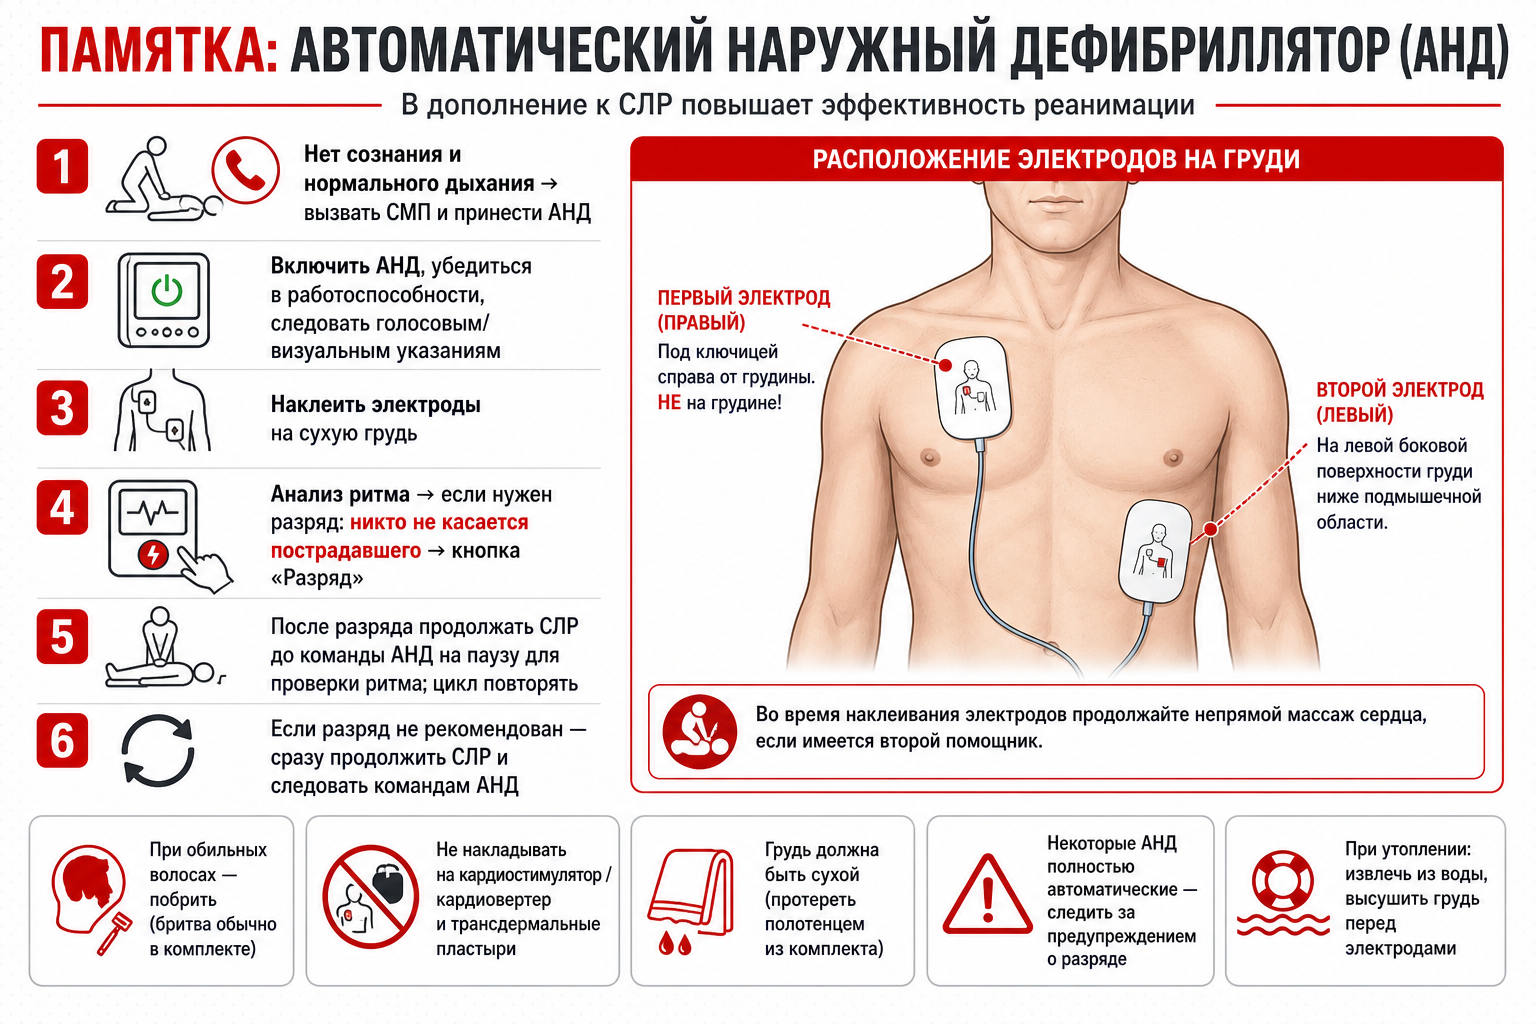 ПАМЯТКА: АВТОМАТИЧЕСКИЙ НАРУЖНЫЙ ДЕФИБРИЛЛЯТОР (АНД)
В дополнение к СЛР повышает эффективность реанимации
1
Нет сознания и
нормального дыхания →
вызвать СМП и принести АНД
2
Включить АНД, убедиться
в работоспособности,
следовать голосовым/
визуальным указаниям
3
Наклеить электроды
на сухую грудь
4
Анализ ритма → если нужен
разряд: никто не касается
пострадавшего → кнопка
«Разряд»
5
После разряда продолжать СЛР
до команды АНД на паузу для
проверки ритма; цикл повторять
6
Если разряд не рекомендован —
сразу продолжить СЛР и
следовать командам АНД
РАСПОЛОЖЕНИЕ ЭЛЕКТРОДОВ НА ГРУДИ
ПЕРВЫЙ ЭЛЕКТРОД
(ПРАВЫЙ)
Под ключицей
справа от грудины.
НЕ на грудине!
ВТОРОЙ ЭЛЕКТРОД
(ЛЕВЫЙ)
На левой боковой
поверхности груди
ниже подмышечной
области.
Во время наклеивания электродов продолжайте непрямой массаж сердца,
если имеется второй помощник.
При обильных
волосах —
побрить
(бритва обычно
в комплекте)
Не накладывать
на кардиостимулятор /
кардиовертер
и трансдермальные
пластыри
Грудь должна
быть сухой
(протереть
полотенцем
из комплекта)
Некоторые АНД
полностью
автоматические —
следить за
предупреждением
о разряде
При утоплении:
извлечь из воды,
высушить грудь
перед
электродами